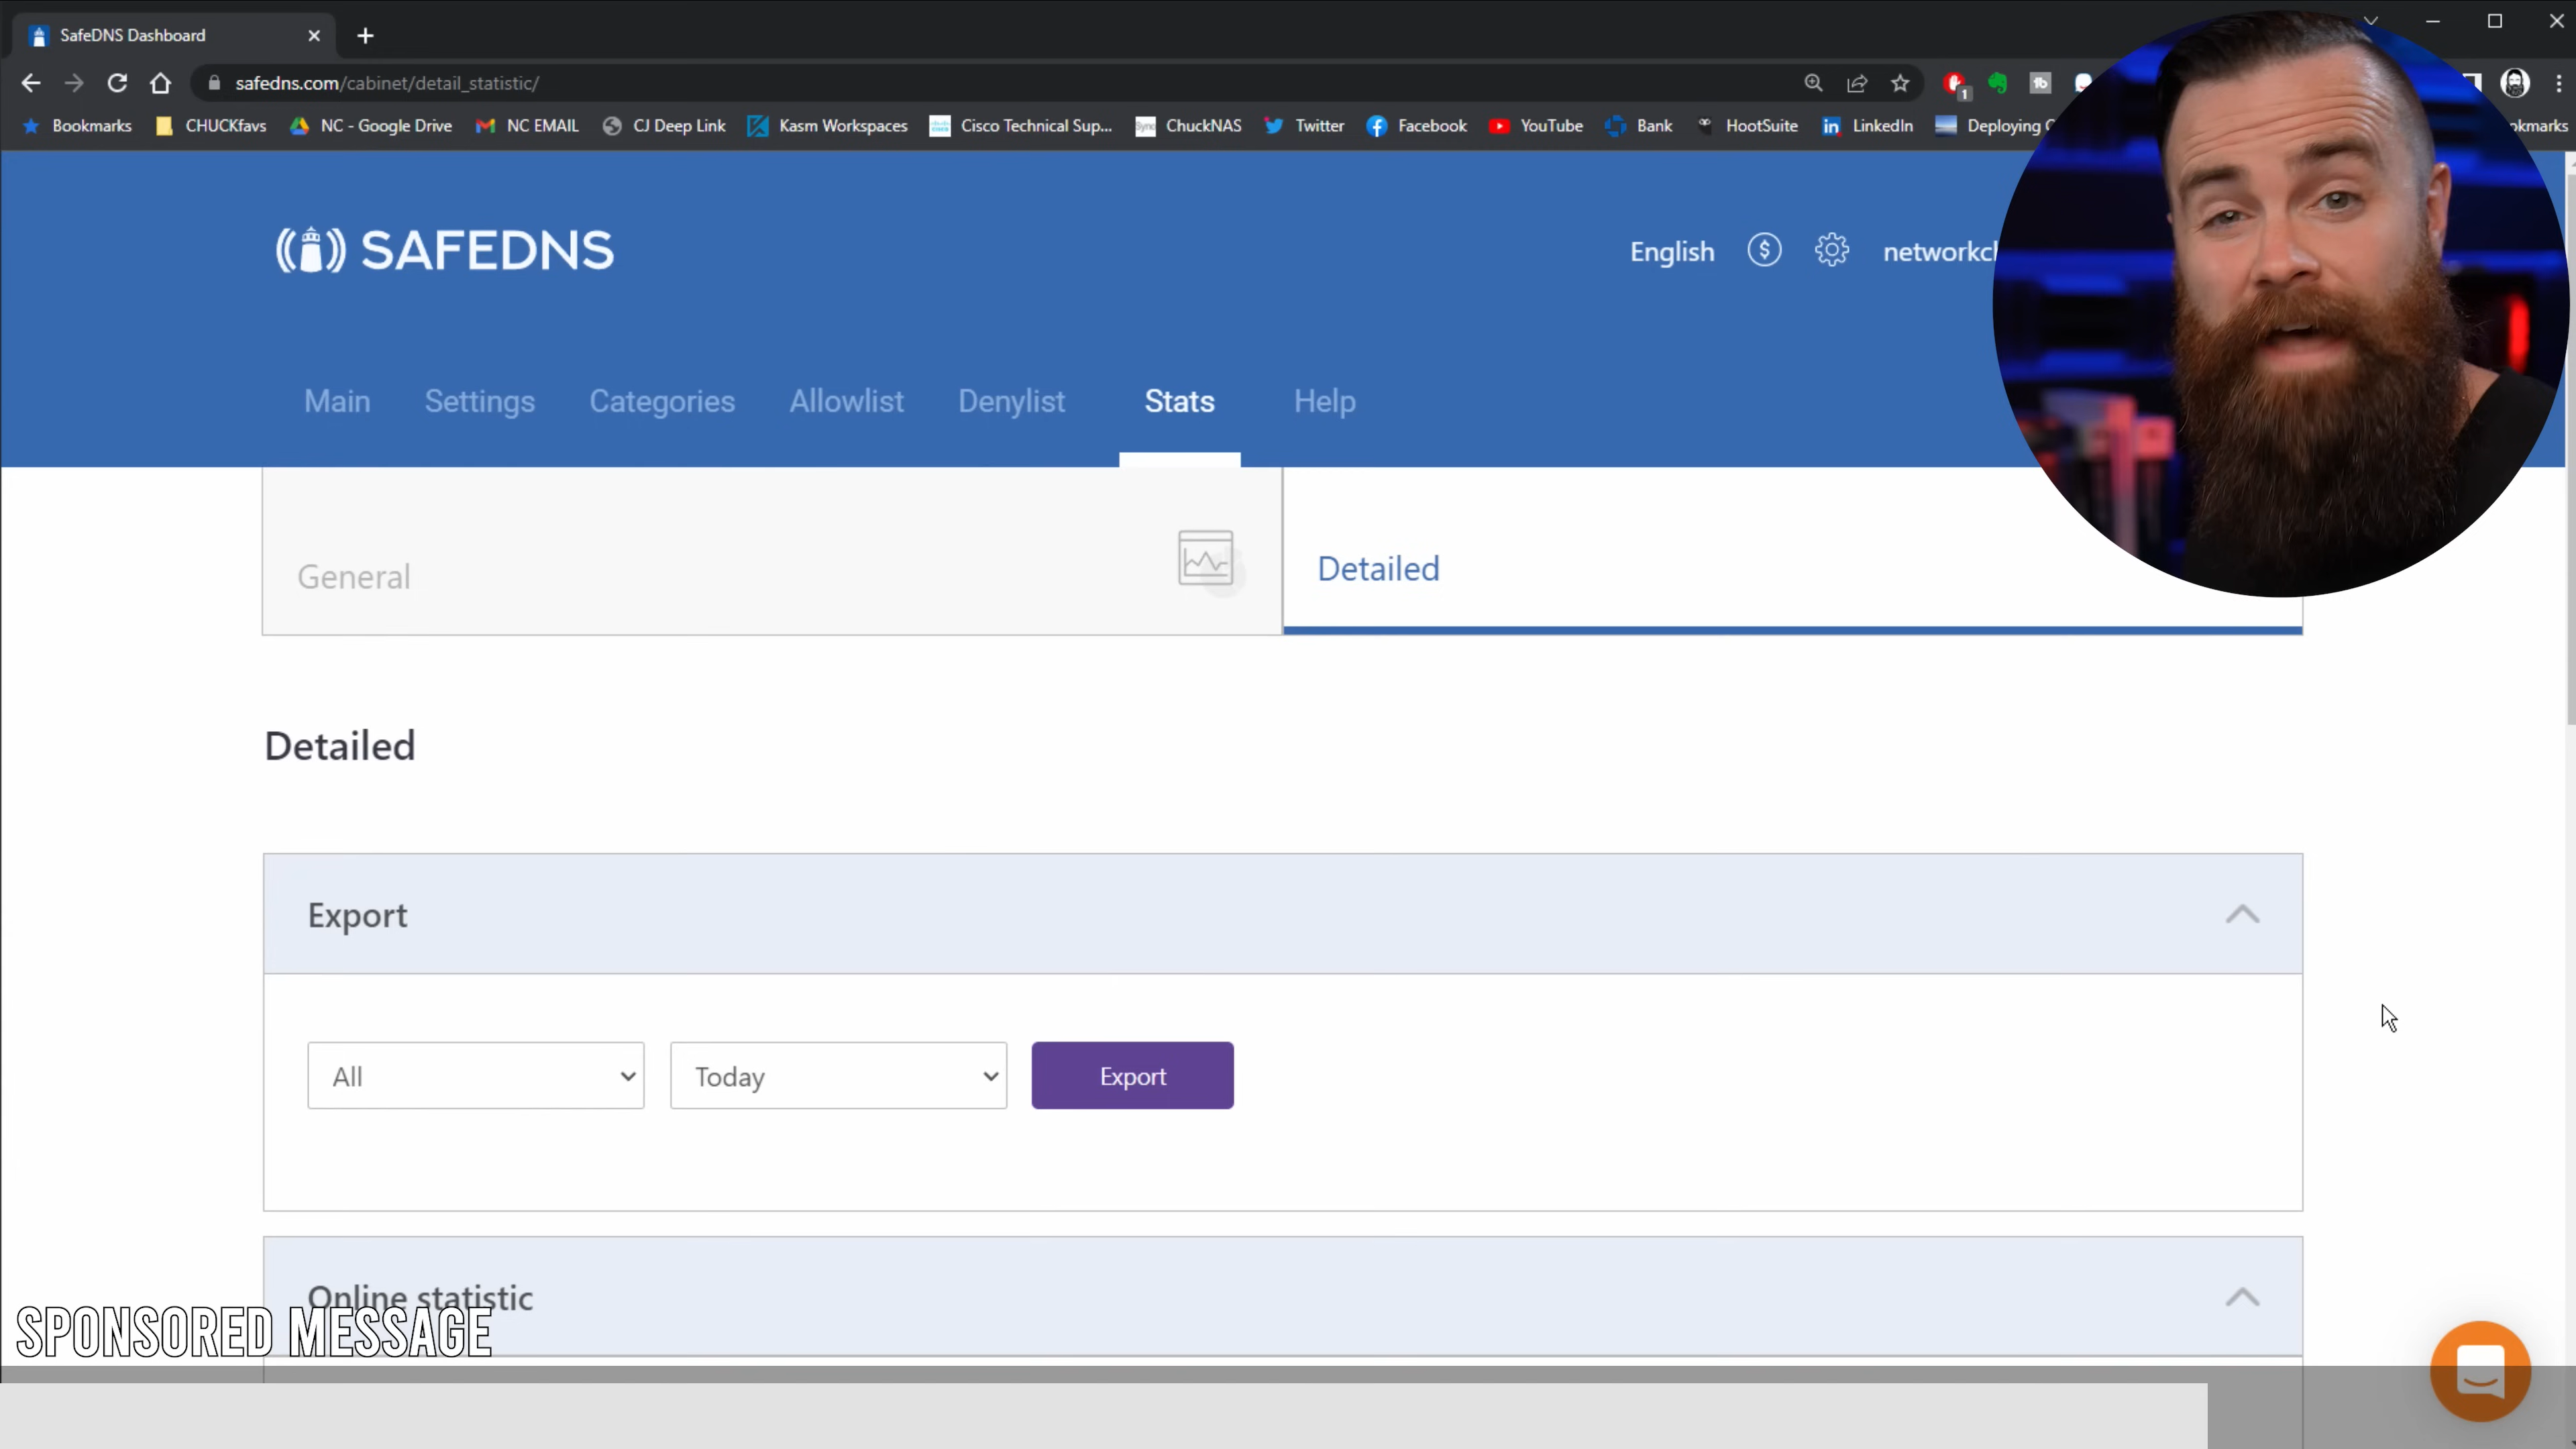 SafeDNS Dashboard
safedns.com/cabinet/detail_statistic/
1
Bookmarks CHUCKfavs NC - Google Drive NC EMAIL CJ Deep Link Kasm Workspaces Cisco Technical Sup... ChuckNAS Twitter Facebook YouTube Bank HootSuite LinkedIn Deploying
SAFEDNS
English $
Main Settings Categories Allowlist Denylist Stats Help
General
Detailed
Detailed
Export
All Today Export
Online statistic
SPONSORED MESSAGE